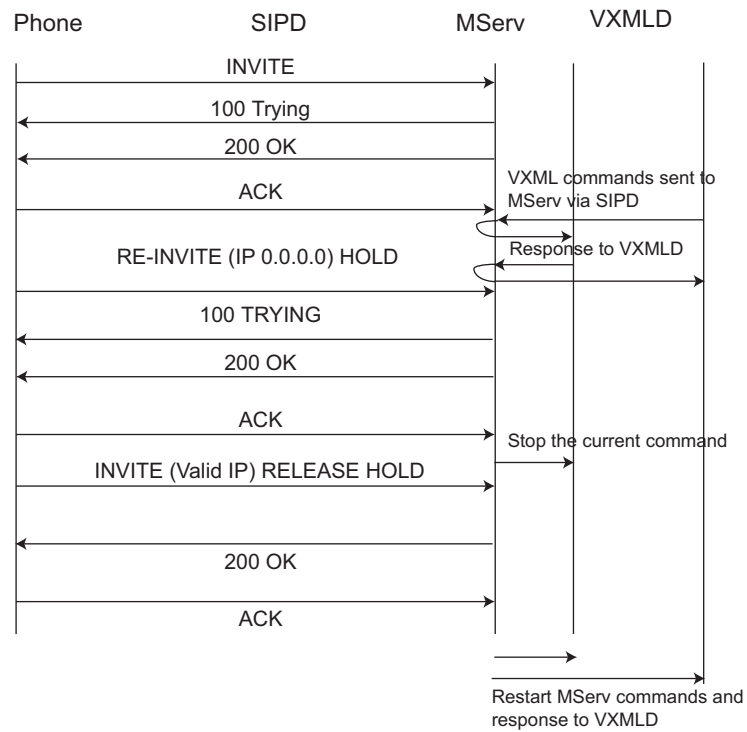 Phone SIPD MServ VXMLD
INVITE
100 Trying
200 OK
ACK
VXML commands sent to
MServ via SIPD
Response to VXMLD
RE-INVITE (IP 0.0.0.0) HOLD
100 TRYING
200 OK
ACK
Stop the current command
INVITE (Valid IP) RELEASE HOLD
200 OK
ACK
Restart MServ commands and
response to VXMLD